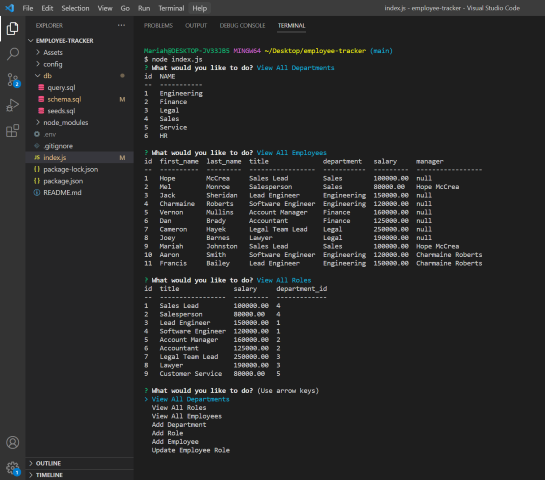 File Edit Selection View Go Run Terminal Help
index.js - employee-tracker - Visual Studio Code
EXPLORER
EMPLOYEE-TRACKER
Assets
config
db
query.sql
schema.sql M
seeds.sql
node_modules
.env
.gitignore
index.js M
package-lock.json
package.json
README.md
OUTLINE
TIMELINE
PROBLEMS OUTPUT DEBUG CONSOLE TERMINAL
Mariah@DESKTOP-JV33J85 MINGW64 ~/Desktop/employee-tracker (main)
$ node index.js
? What would you like to do? View All Departments
id NAME
-- -----------
1 Engineering
2 Finance
3 Legal
4 Sales
5 Service
6 HR
? What would you like to do? View All Employees
id first_name last_name title department salary manager
-- ---------- --------- ----------------- ----------- --------- -----------------
1 Hope McCrea Sales Lead Sales 100000.00 null
2 Mel Monroe Salesperson Sales 80000.00 Hope McCrea
3 Jack Sheridan Lead Engineer Engineering 150000.00 null
4 Charmaine Roberts Software Engineer Engineering 120000.00 null
5 Vernon Mullins Account Manager Finance 160000.00 null
6 Dan Brady Accountant Finance 125000.00 null
7 Cameron Hayek Legal Team Lead Legal 250000.00 null
8 Joey Barnes Lawyer Legal 190000.00 null
9 Mariah Johnston Sales Lead Sales 100000.00 Hope McCrea
10 Aaron Smith Software Engineer Engineering 120000.00 Charmaine Roberts
11 Francis Bailey Lead Engineer Engineering 150000.00 Charmaine Roberts
? What would you like to do? View All Roles
id title salary department_id
-- ----------------- --------- -------------
1 Sales Lead 100000.00 4
2 Salesperson 80000.00 4
3 Lead Engineer 150000.00 1
4 Software Engineer 120000.00 1
5 Account Manager 160000.00 2
6 Accountant 125000.00 2
7 Legal Team Lead 250000.00 3
8 Lawyer 190000.00 3
9 Customer Service 80000.00 5
? What would you like to do? (Use arrow keys)
> View All Departments
View All Roles
View All Employees
Add Department
Add Role
Add Employee
Update Employee Role